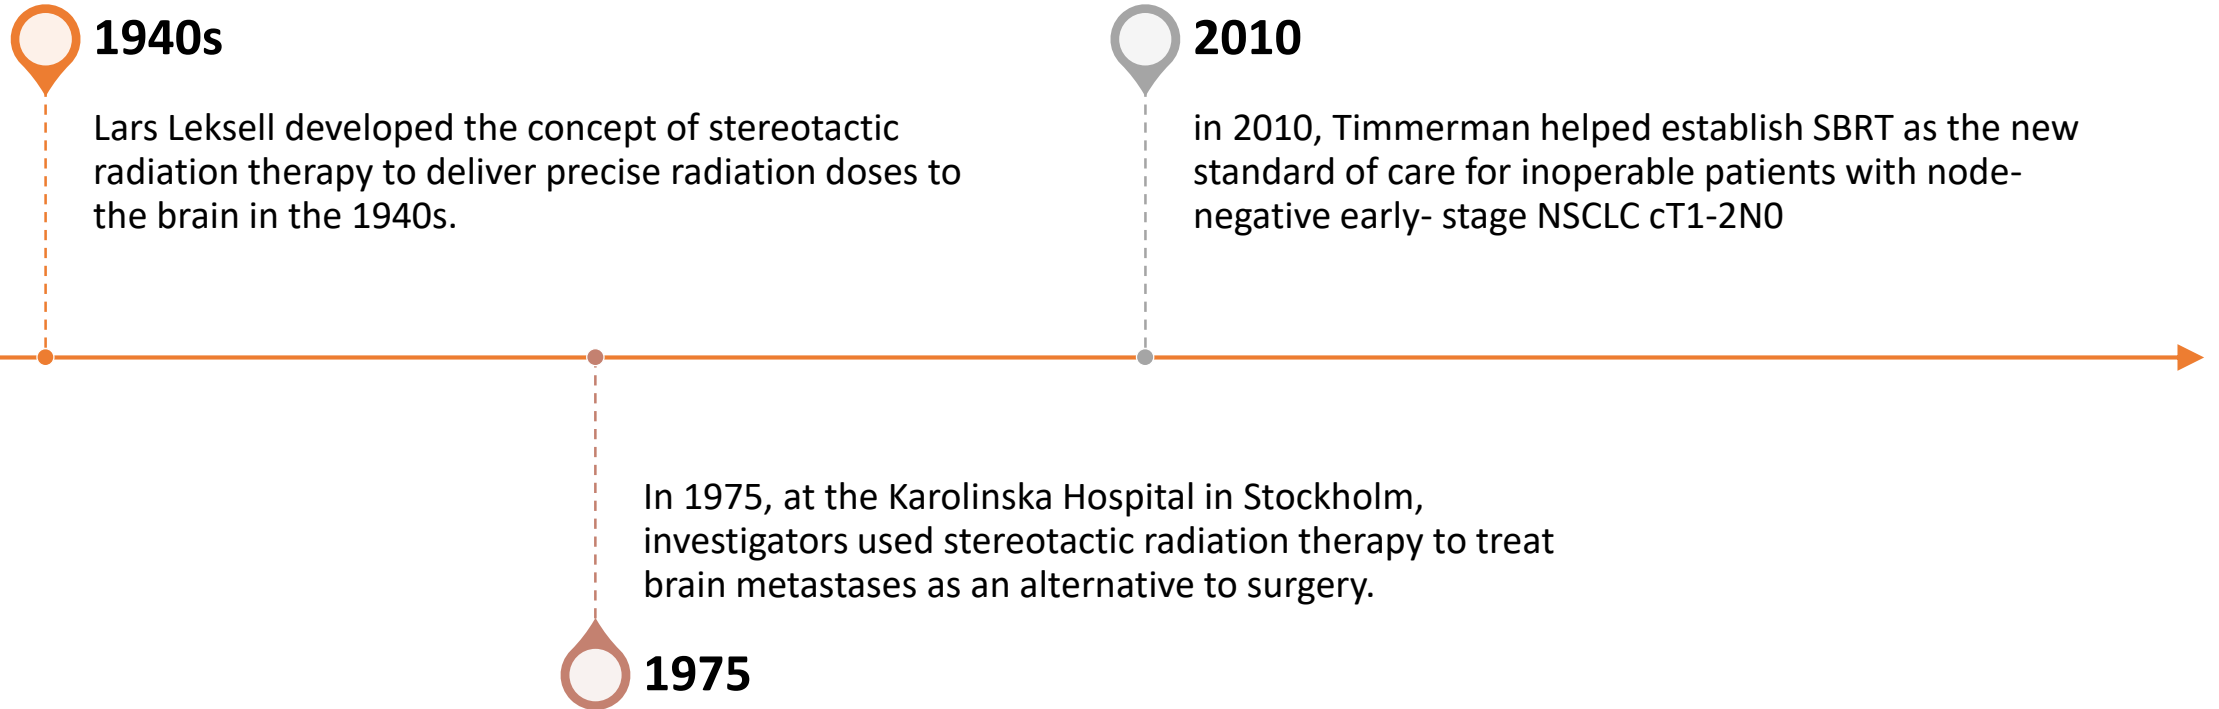 1940s
Lars Leksell developed the concept of stereotactic
radiation therapy to deliver precise radiation doses to
the brain in the 1940s.
In 1975, at the Karolinska Hospital in Stockholm,
investigators used stereotactic radiation therapy to treat
brain metastases as an alternative to surgery.
1975
2010
in 2010, Timmerman helped establish SBRT as the new
standard of care for inoperable patients with node-
negative early- stage NSCLC cT1-2N0